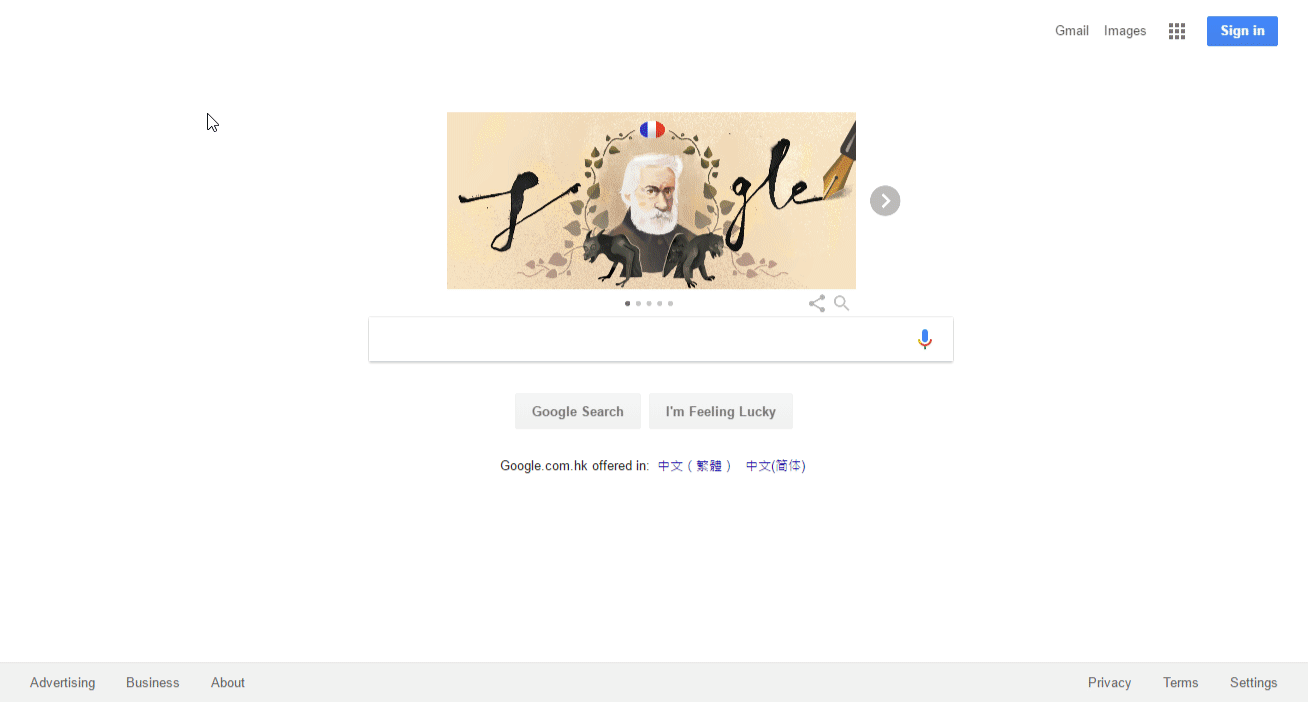 Gmail Images Sign in
Google
Google Search I'm Feeling Lucky
Google.com.hk offered in: 中文（繁體） 中文(简体)
Advertising Business About Privacy Terms Settings